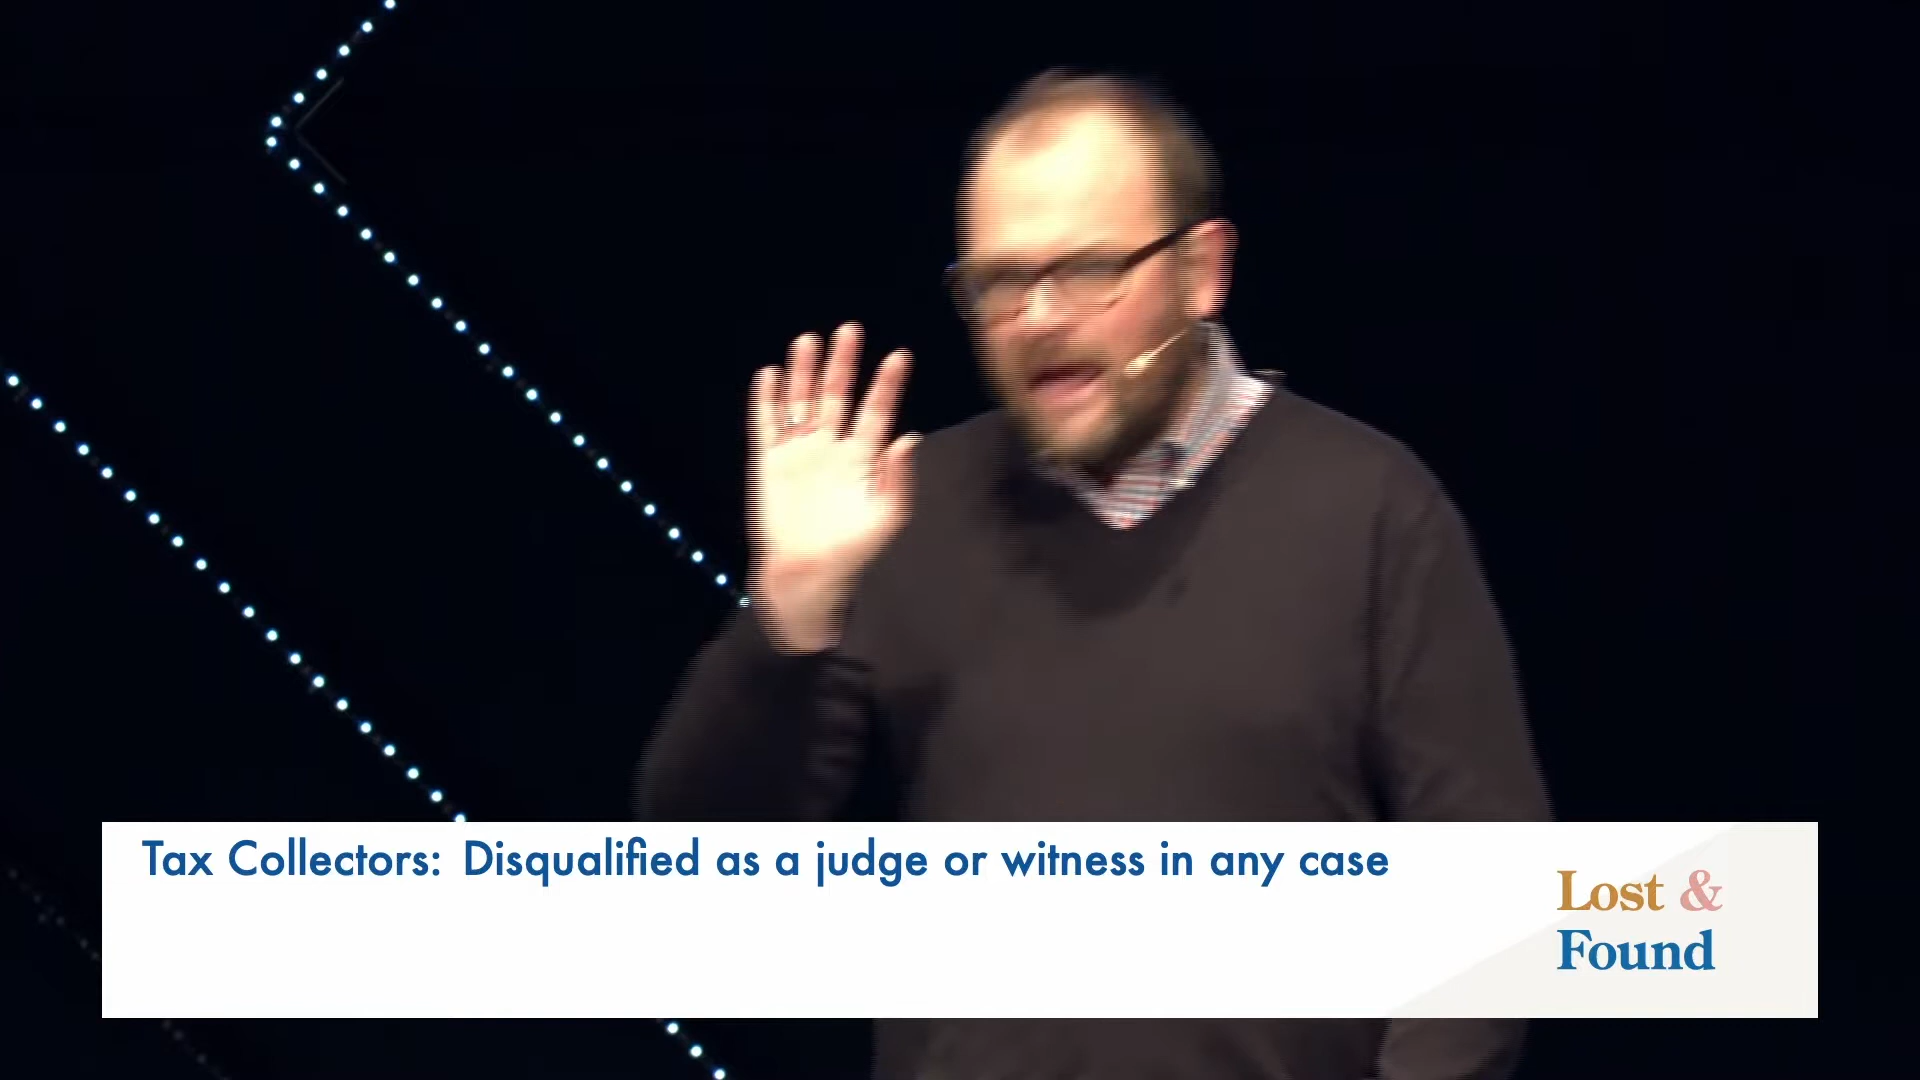 Tax Collectors: Disqualified as a judge or witness in any case
Lost &
Found